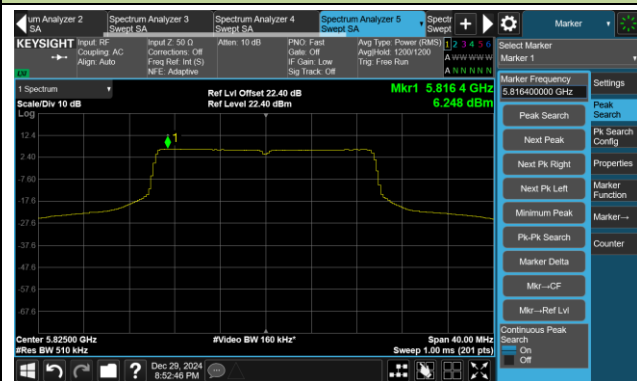 um Analyzer 2
SA
Spectrum Analyzer 3
Swept SA
Spectrum Analyzer 4
Swept SA
Spectrum Analyzer 5
Swept SA
Spectr
Swept
+
Marker
KEYSIGHT
Input: RF
Coupling: AC
Align: Auto
Input Z: 50 Ω
Corrections: Off
Freq Ref: Int (S)
NFE: Adaptive
Atten: 10 dB
PNO: Fast
Gate: Off
IF Gain: Low
Sig Track: Off
Avg Type: Power (RMS)
Avg|Hold: 1200/1200
Trig: Free Run
1 2 3 4 5 6
A W W W W W
A N N N N N
Select Marker
Marker 1
1 Spectrum
Scale/Div 10 dB
Log
Ref Lvl Offset 22.40 dB
Ref Level 22.40 dBm
Mkr1 5.816 4 GHz
6.248 dBm
1
12.4
2.40
-7.60
-17.6
-27.6
-37.6
-47.6
-57.6
-67.6
Center 5.82500 GHz
#Res BW 510 kHz
#Video BW 160 kHz*
Span 40.00 MHz
Sweep 1.00 ms (201 pts)
Marker Frequency
5.816400000 GHz
Peak Search
Next Peak
Next Pk Right
Next Pk Left
Minimum Peak
Pk-Pk Search
Marker Delta
Mkr→CF
Mkr→Ref Lvl
Continuous Peak
Search
On
Off
Settings
Peak
Search
Pk Search
Config
Properties
Marker
Function
Marker→
Counter
?
Dec 29, 2024
8:52:46 PM